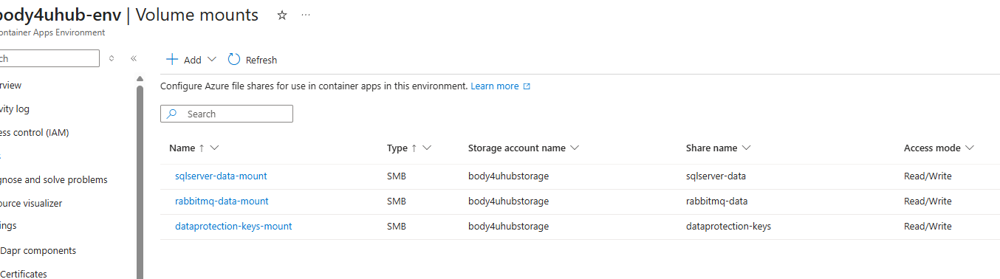 body4uhub-env | Volume mounts
ontainer Apps Environment
ch
Add
Refresh
rview
vity log
ess control (IAM)
gnose and solve problems
ource visualizer
ngs
Dapr components
Certificates
Configure Azure file shares for use in container apps in this environment. Learn more
Search
Name ↑ Type ↑ Storage account name Share name Access mode
sqlserver-data-mount SMB body4uhubstorage sqlserver-data Read/Write
rabbitmq-data-mount SMB body4uhubstorage rabbitmq-data Read/Write
dataprotection-keys-mount SMB body4uhubstorage dataprotection-keys Read/Write